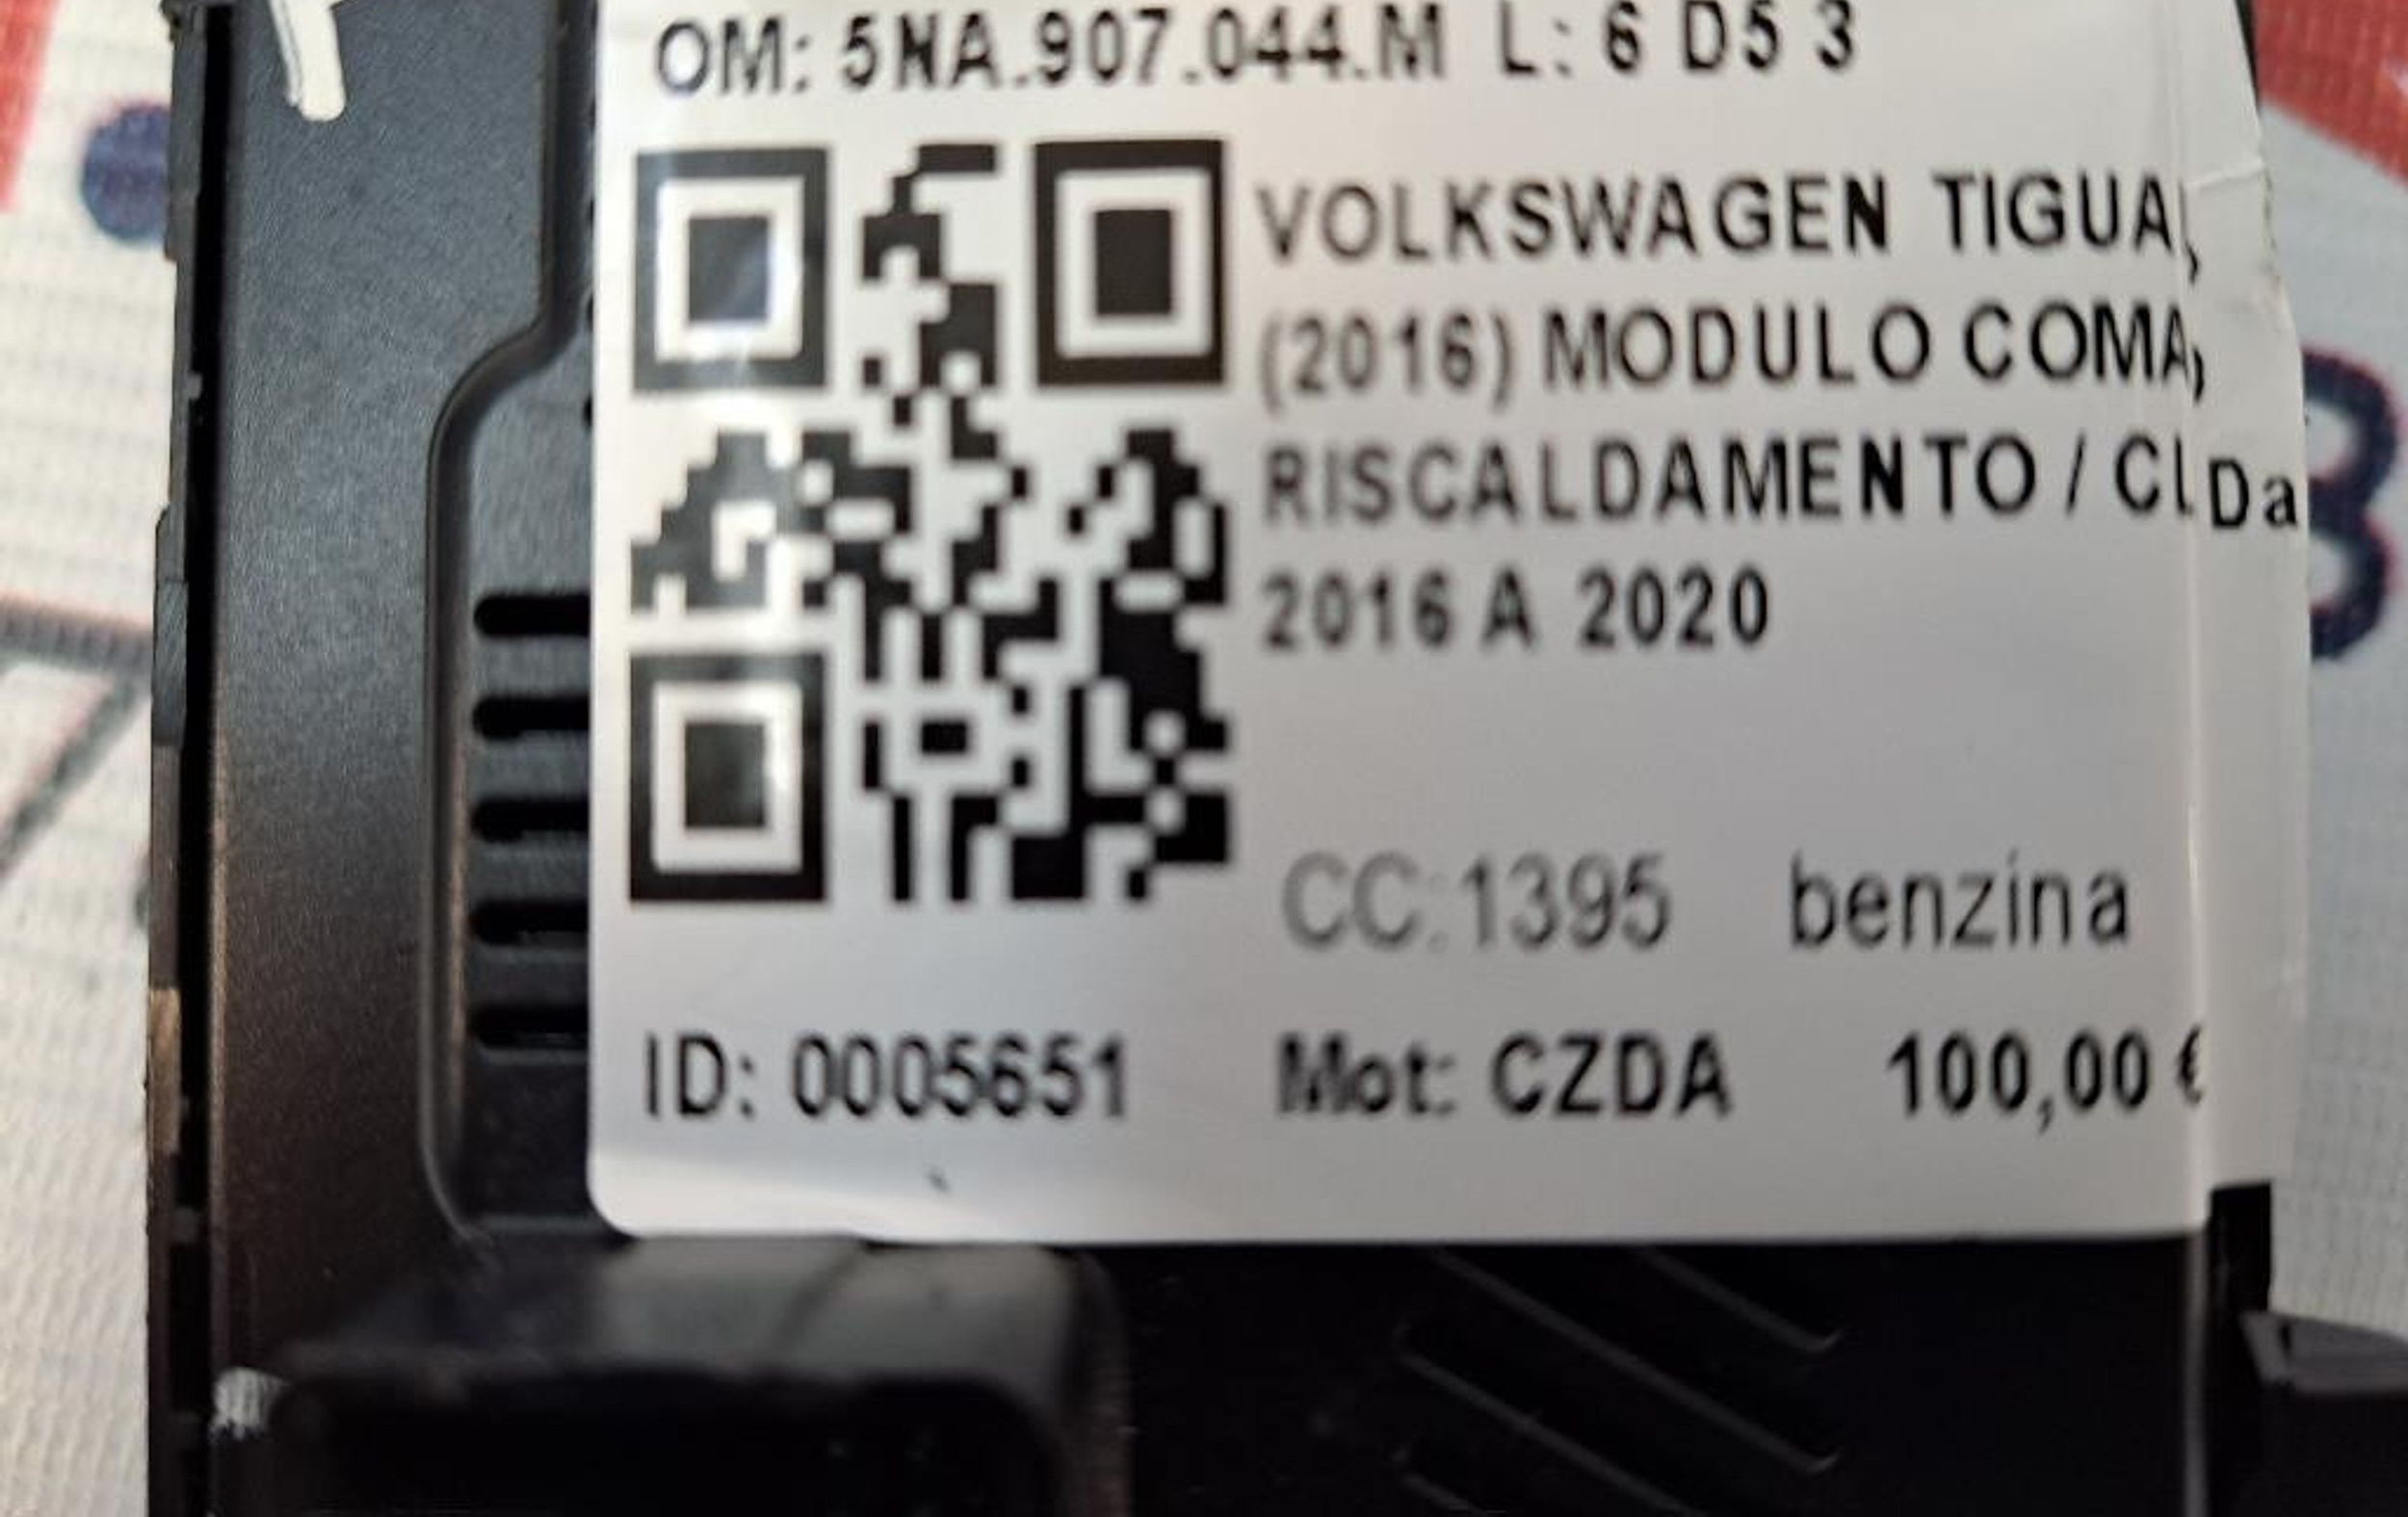 OM: 5NA.907.044.M L: 6 D5 3
VOLKSWAGEN TIGUA
(2016) MODULO COMA
RISCALDAMENTO / CL Da
2016 A 2020
CC:1395 benzina
ID: 0005651 Mot: CZDA 100,00 €